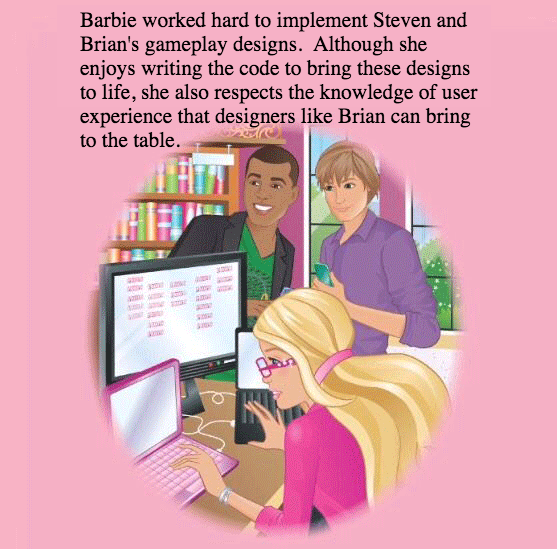 Barbie worked hard to implement Steven and
Brian's gameplay designs.  Although she
enjoys writing the code to bring these designs
to life, she also respects the knowledge of user
experience that designers like Brian can bring
to the table.